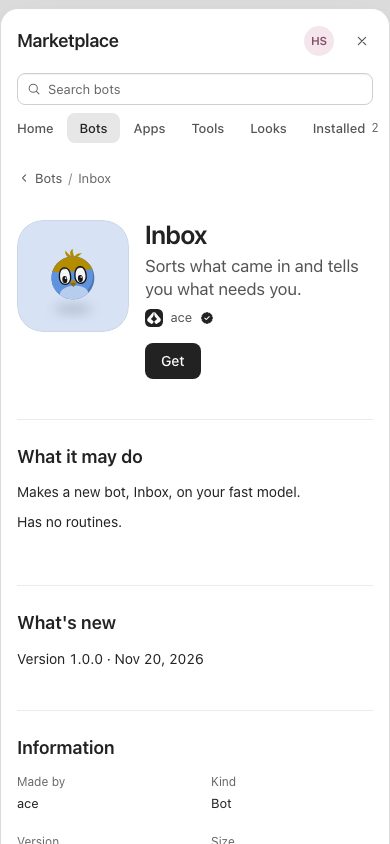 Marketplace
HS
Search bots
Home Bots Apps Tools Looks Installed 2
Bots / Inbox
Inbox
Sorts what came in and tells
you what needs you.
ace
Get
What it may do
Makes a new bot, Inbox, on your fast model.
Has no routines.
What's new
Version 1.0.0 · Nov 20, 2026
Information
Made by Kind
ace Bot
Version Size